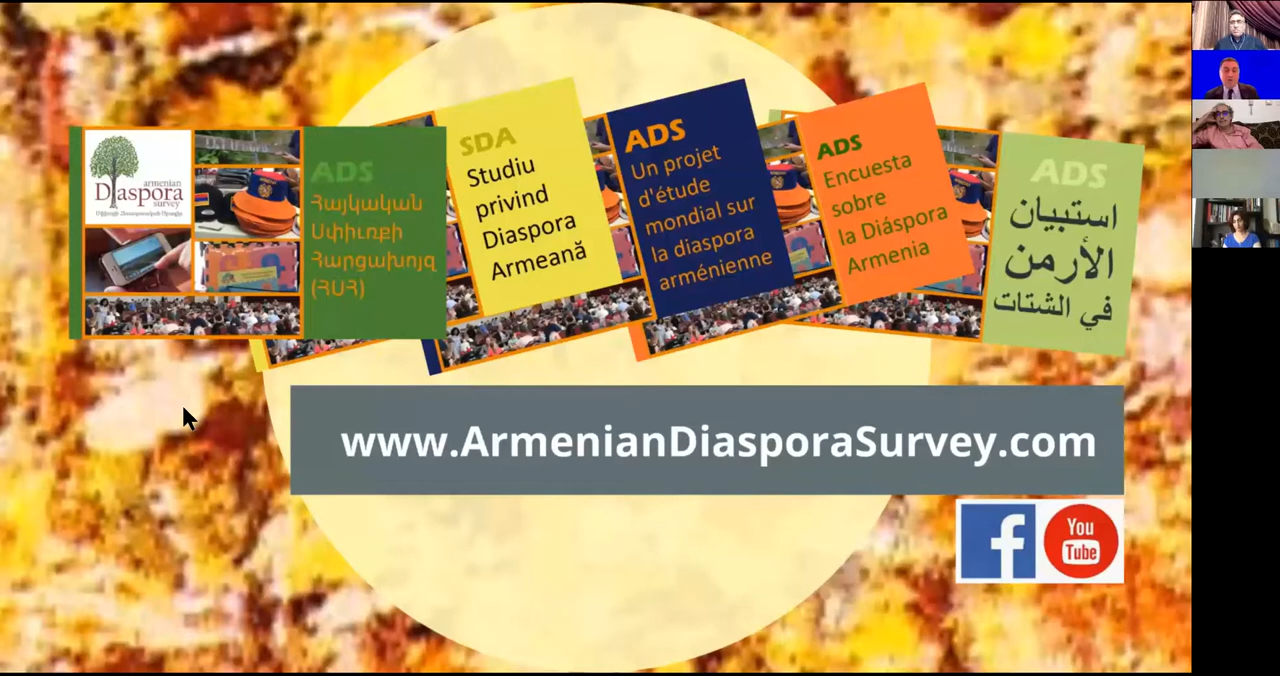 armenian
Diaspora
survey
ADS
Հայկական
Սփիւռքի
Հարցախոյզ
(ՀՍՀ)
SDA
Studiu
privind
Diaspora
Armeană
ADS
Un projet
d'étude
mondial sur
la diaspora
arménienne
ADS
Encuesta
sobre
la Diáspora
Armenia
ADS
استبيان
الأرمن
في الشتات
www.ArmenianDiasporaSurvey.com
f
You
Tube